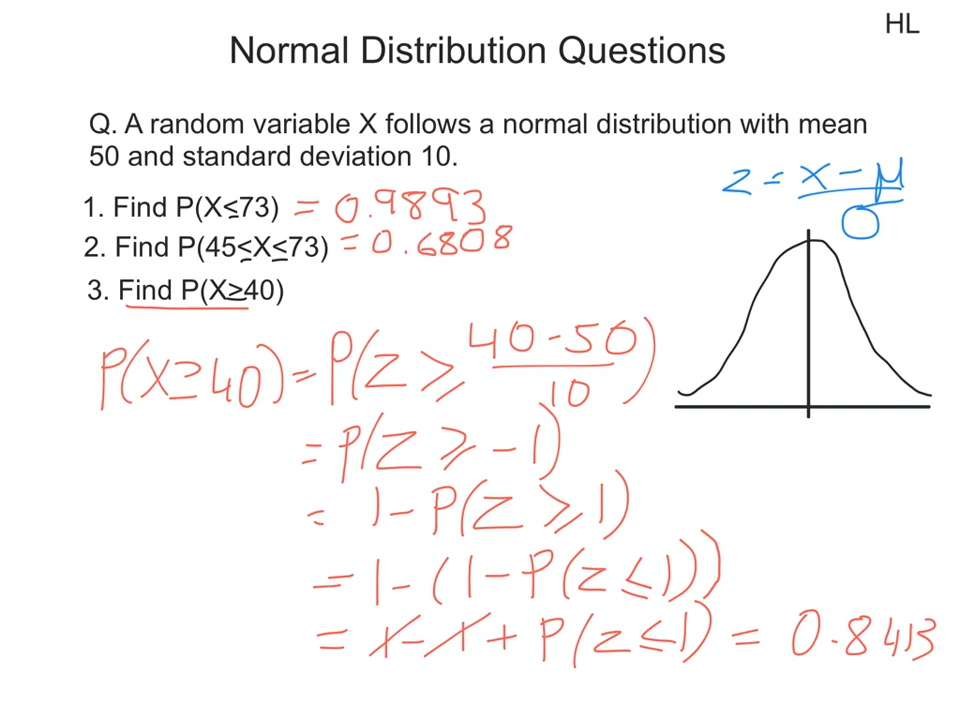 HL
Normal Distribution Questions
Q. A random variable X follows a normal distribution with mean
50 and standard deviation 10.
z = x - μ / σ
1. Find P(X≤73) = 0.9893
2. Find P(45≤X≤73) = 0.6808
3. Find P(X≥40)
P(X≥40) = P(Z ≥ 40-50 / 10)
= P(Z ≥ -1)
= 1 - P(Z ≥ 1)
= 1 - (1 - P(Z ≤ 1))
= 1 - 1 + P(Z ≤ 1) = 0.8413